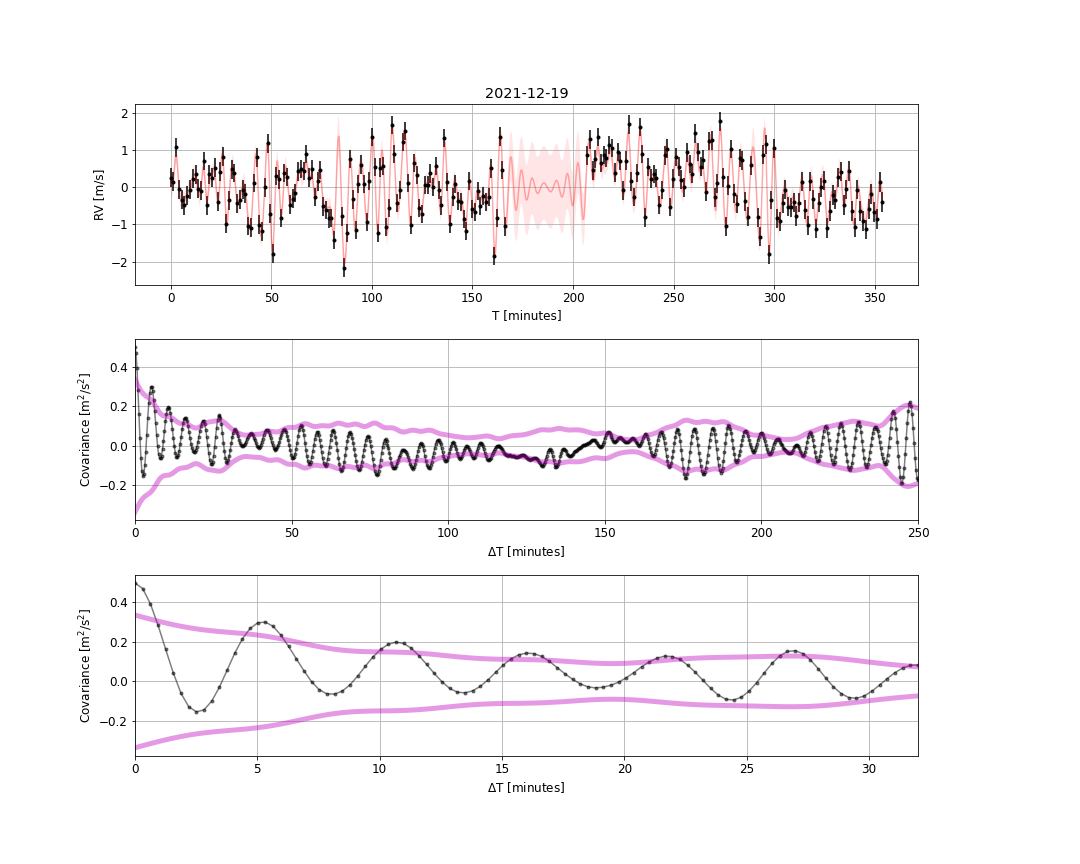 2021-12-19
RV [m/s]
2
1
0
−1
−2
0 50 100 150 200 250 300 350
T [minutes]
Covariance [m²/s²]
0.4
0.2
0.0
−0.2
0 50 100 150 200 250
ΔT [minutes]
Covariance [m²/s²]
0.4
0.2
0.0
−0.2
0 5 10 15 20 25 30
ΔT [minutes]